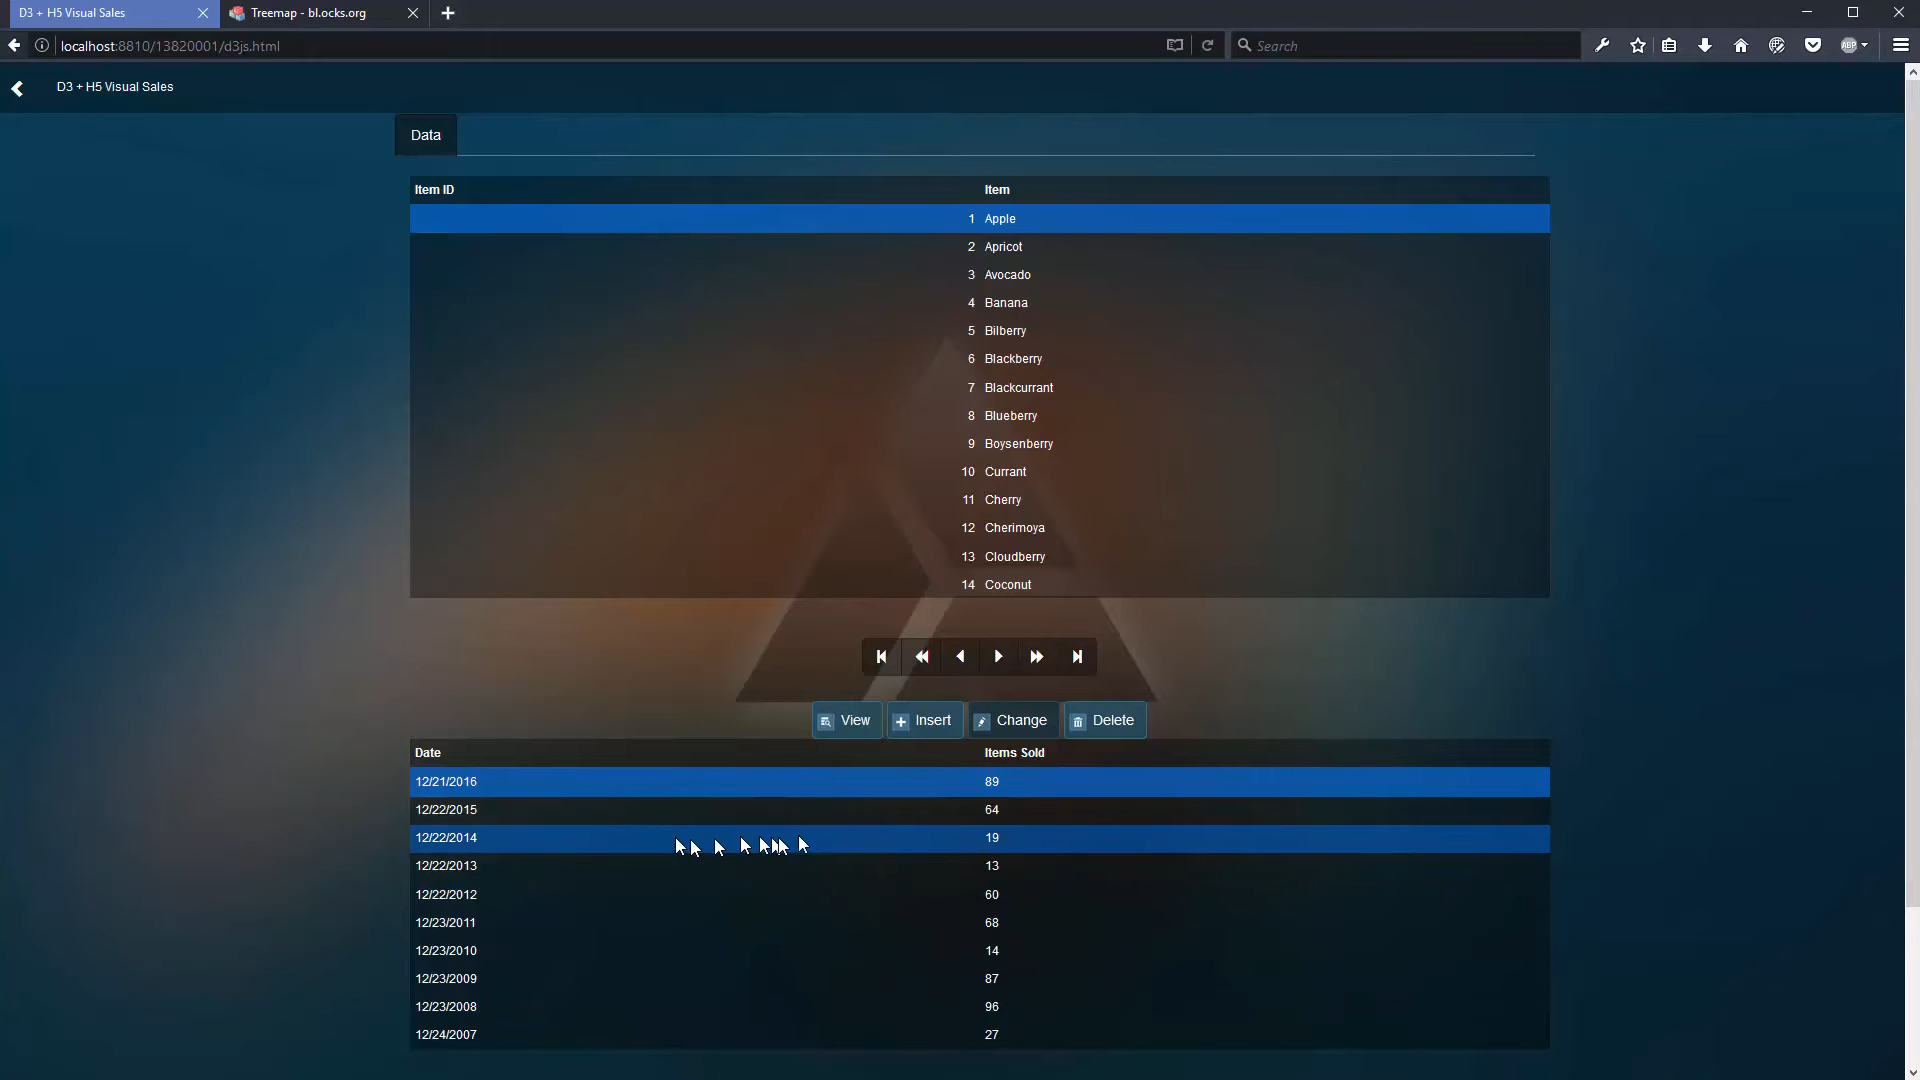 D3 + H5 Visual Sales
Treemap - bl.ocks.org
localhost:8810/13820001/d3js.html
Search
ABP
D3 + H5 Visual Sales
Data
Item ID Item
1 Apple
2 Apricot
3 Avocado
4 Banana
5 Bilberry
6 Blackberry
7 Blackcurrant
8 Blueberry
9 Boysenberry
10 Currant
11 Cherry
12 Cherimoya
13 Cloudberry
14 Coconut
View Insert Change Delete
Date Items Sold
12/21/2016 89
12/22/2015 64
12/22/2014 19
12/22/2013 13
12/22/2012 60
12/23/2011 68
12/23/2010 14
12/23/2009 87
12/23/2008 96
12/24/2007 27